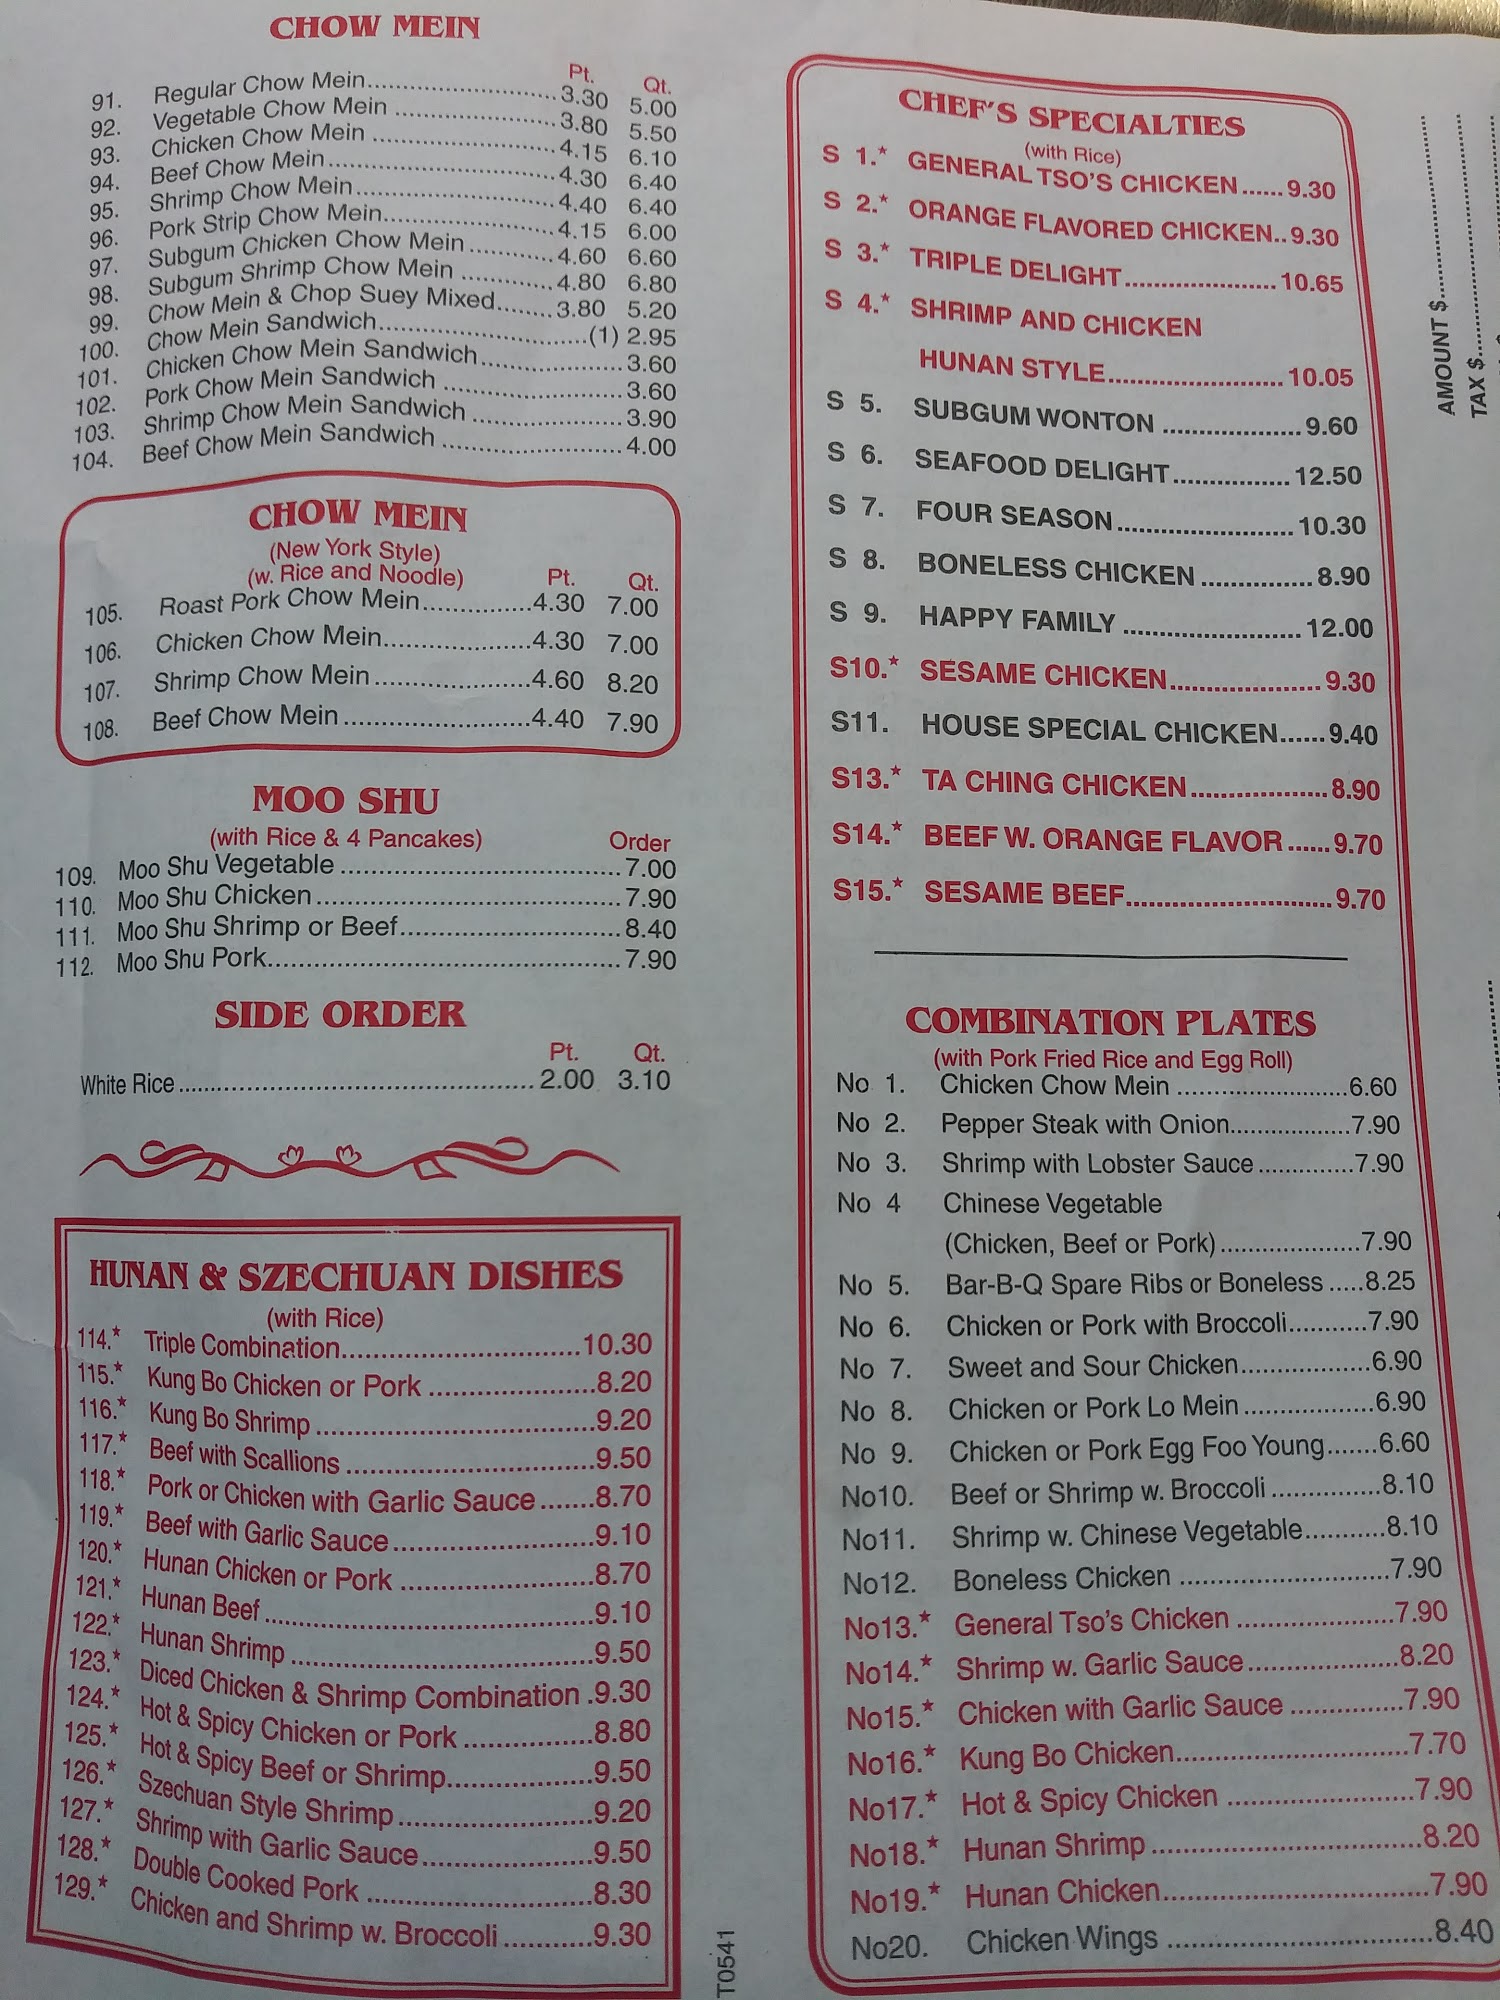 CHOW MEIN
Pt. Qt.
91. Regular Chow Mein 3.30 5.00
92. Vegetable Chow Mein 3.80 5.50
93. Chicken Chow Mein 4.15 6.10
94. Beef Chow Mein 4.30 6.40
95. Shrimp Chow Mein 4.40 6.40
96. Pork Strip Chow Mein 4.15 6.00
97. Subgum Chicken Chow Mein 4.60 6.60
98. Subgum Shrimp Chow Mein 4.80 6.80
99. Chow Mein & Chop Suey Mixed 3.80 5.20
100. Chow Mein Sandwich (1) 2.95
101. Chicken Chow Mein Sandwich 3.60
102. Pork Chow Mein Sandwich 3.60
103. Shrimp Chow Mein Sandwich 3.90
104. Beef Chow Mein Sandwich 4.00
CHOW MEIN
(New York Style)
(w. Rice and Noodle) Pt. Qt.
105. Roast Pork Chow Mein 4.30 7.00
106. Chicken Chow Mein 4.30 7.00
107. Shrimp Chow Mein 4.60 8.20
108. Beef Chow Mein 4.40 7.90
MOO SHU
(with Rice & 4 Pancakes) Order
109. Moo Shu Vegetable 7.00
110. Moo Shu Chicken 7.90
111. Moo Shu Shrimp or Beef 8.40
112. Moo Shu Pork 7.90
SIDE ORDER
Pt. Qt.
White Rice 2.00 3.10
HUNAN & SZECHUAN DISHES
(with Rice)
114.* Triple Combination 10.30
115.* Kung Bo Chicken or Pork 8.20
116.* Kung Bo Shrimp 9.20
117.* Beef with Scallions 9.50
118.* Pork or Chicken with Garlic Sauce 8.70
119.* Beef with Garlic Sauce 9.10
120.* Hunan Chicken or Pork 8.70
121.* Hunan Beef 9.10
122.* Hunan Shrimp 9.50
123.* Diced Chicken & Shrimp Combination 9.30
124.* Hot & Spicy Chicken or Pork 8.80
125.* Hot & Spicy Beef or Shrimp 9.50
126.* Szechuan Style Shrimp 9.20
127.* Shrimp with Garlic Sauce 9.50
128.* Double Cooked Pork 8.30
129.* Chicken and Shrimp w. Broccoli 9.30
T0541
CHEF'S SPECIALTIES
(with Rice)
S 1.* GENERAL TSO'S CHICKEN 9.30
S 2.* ORANGE FLAVORED CHICKEN 9.30
S 3.* TRIPLE DELIGHT 10.65
S 4.* SHRIMP AND CHICKEN
HUNAN STYLE 10.05
S 5. SUBGUM WONTON 9.60
S 6. SEAFOOD DELIGHT 12.50
S 7. FOUR SEASON 10.30
S 8. BONELESS CHICKEN 8.90
S 9. HAPPY FAMILY 12.00
S10.* SESAME CHICKEN 9.30
S11. HOUSE SPECIAL CHICKEN 9.40
S13.* TA CHING CHICKEN 8.90
S14.* BEEF W. ORANGE FLAVOR 9.70
S15.* SESAME BEEF 9.70
COMBINATION PLATES
(with Pork Fried Rice and Egg Roll)
No 1. Chicken Chow Mein 6.60
No 2. Pepper Steak with Onion 7.90
No 3. Shrimp with Lobster Sauce 7.90
No 4 Chinese Vegetable
(Chicken, Beef or Pork) 7.90
No 5. Bar-B-Q Spare Ribs or Boneless 8.25
No 6. Chicken or Pork with Broccoli 7.90
No 7. Sweet and Sour Chicken 6.90
No 8. Chicken or Pork Lo Mein 6.90
No 9. Chicken or Pork Egg Foo Young 6.60
No10. Beef or Shrimp w. Broccoli 8.10
No11. Shrimp w. Chinese Vegetable 8.10
No12. Boneless Chicken 7.90
No13.* General Tso's Chicken 7.90
No14.* Shrimp w. Garlic Sauce 8.20
No15.* Chicken with Garlic Sauce 7.90
No16.* Kung Bo Chicken 7.70
No17.* Hot & Spicy Chicken 7.90
No18.* Hunan Shrimp 8.20
No19.* Hunan Chicken 7.90
No20. Chicken Wings 8.40
AMOUNT $
TAX $